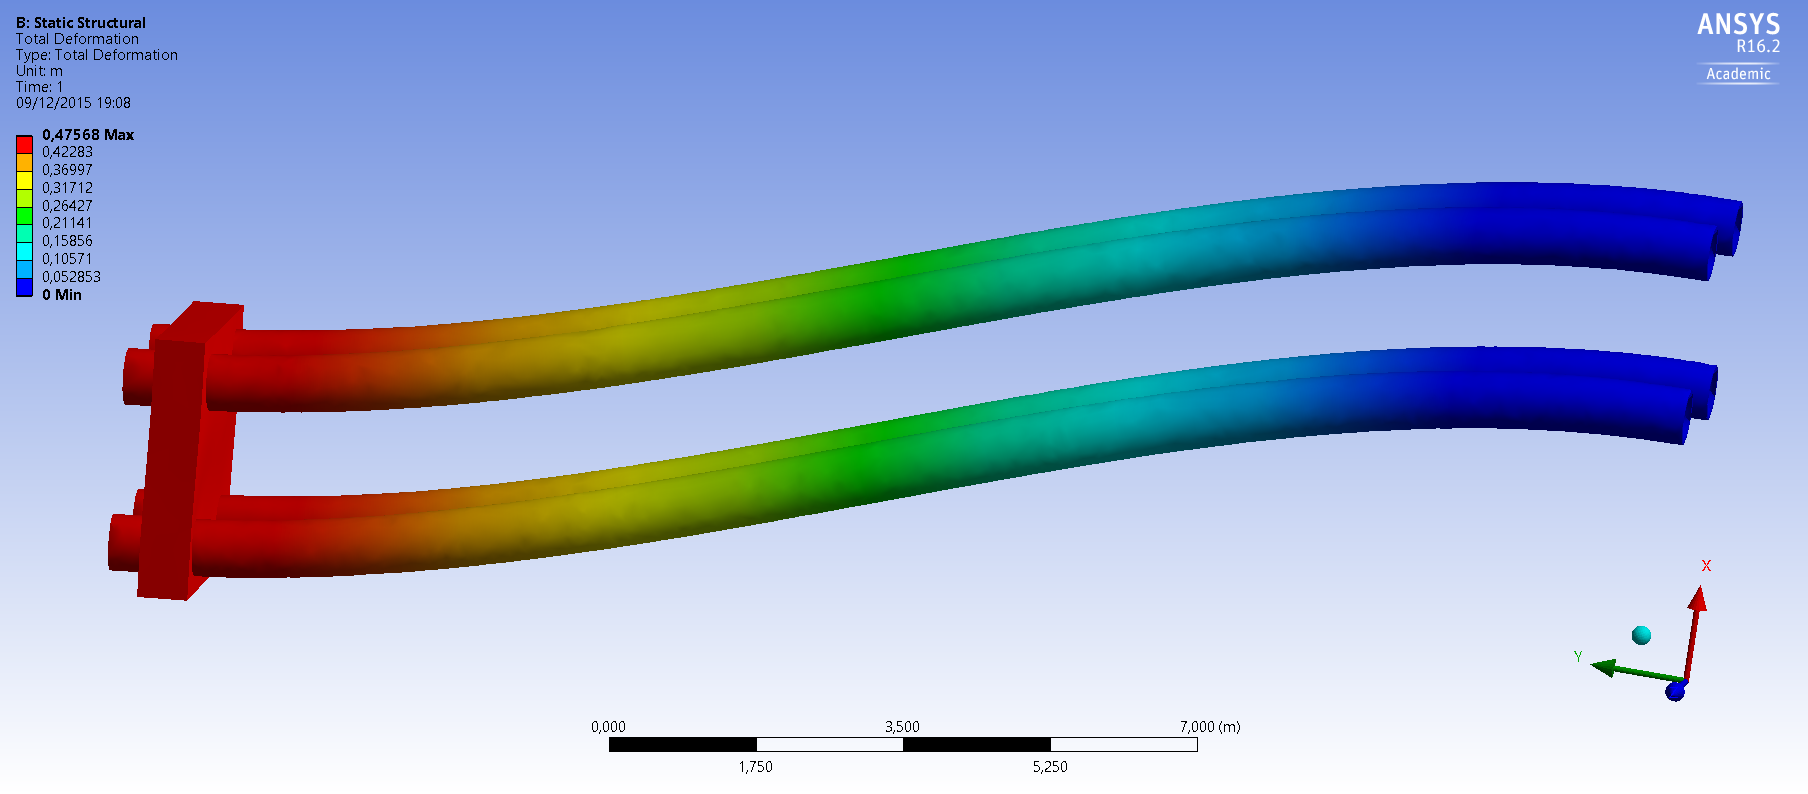 B: Static Structural
Total Deformation
Type: Total Deformation
Unit: m
Time: 1
09/12/2015 19:08
0,47568 Max
0,42283
0,36997
0,31712
0,26427
0,21141
0,15856
0,10571
0,052853
0 Min
ANSYS
R16.2
Academic
X
Y
0,000 3,500 7,000 (m)
1,750 5,250